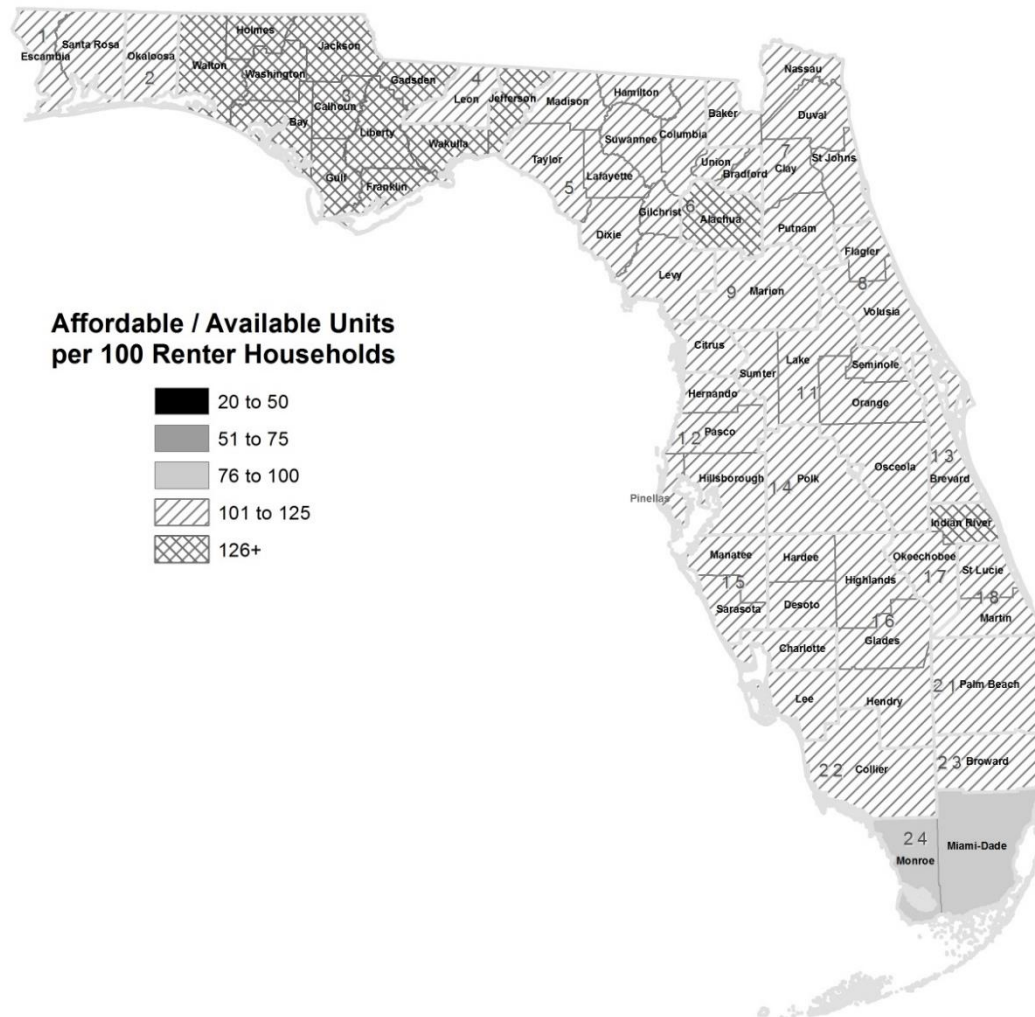 Holmes
Jackson
1
Santa Rosa
Escambia
Okaloosa
2
Walton
Washington
Gadsden
4
3
Calhoun
Leon
Jefferson
Madison
Hamilton
Bay
Liberty
Wakulla
Gulf
Franklin
Suwannee
Columbia
Baker
Nassau
Duval
Taylor
5
Lafayette
Union
Bradford
7
Clay
St Johns
Gilchrist
6
Alachua
Putnam
Dixie
Levy
Flagler
8
9
Marion
Volusia
Affordable / Available Units
per 100 Renter Households
20 to 50
51 to 75
76 to 100
101 to 125
126+
Citrus
Sumter
Lake
11
Seminole
Orange
Hernando
12
Pasco
Hillsborough
Pinellas
14
Polk
Osceola
13
Brevard
Indian River
Manatee
15
Sarasota
Hardee
Desoto
Highlands
16
Okeechobee
17
St Lucie
18
Martin
Charlotte
Glades
Lee
Hendry
21
Palm Beach
22
Collier
23
Broward
24
Monroe
Miami-Dade